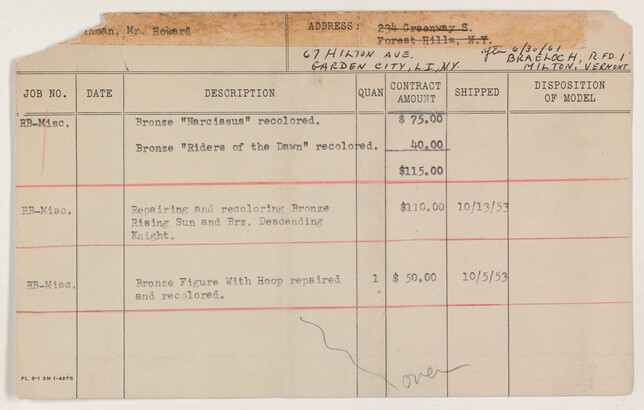 thman, Mr. Howard
ADDRESS: 234 Greenway S.
Forest Hills, N.Y.
67 HILTON AVE.
GARDEN CITY, L.I., N.Y.
after 6/30/61
BRAELOCH, RFD 1
MILTON, VERMONT
JOB NO. DATE DESCRIPTION QUAN CONTRACT AMOUNT SHIPPED DISPOSITION OF MODEL
RB-Misc. Bronze "Narcissus" recolored. $ 75.00
Bronze "Riders of the Dawn" recolored. 40.00
$115.00
RB-Misc. Repairing and recoloring Bronze $110.00 10/13/53
Rising Sun and Brz. Descending
Knight.
RB-Misc. Bronze Figure With Hoop repaired 1 $ 50.00 10/5/53
and recolored.
over